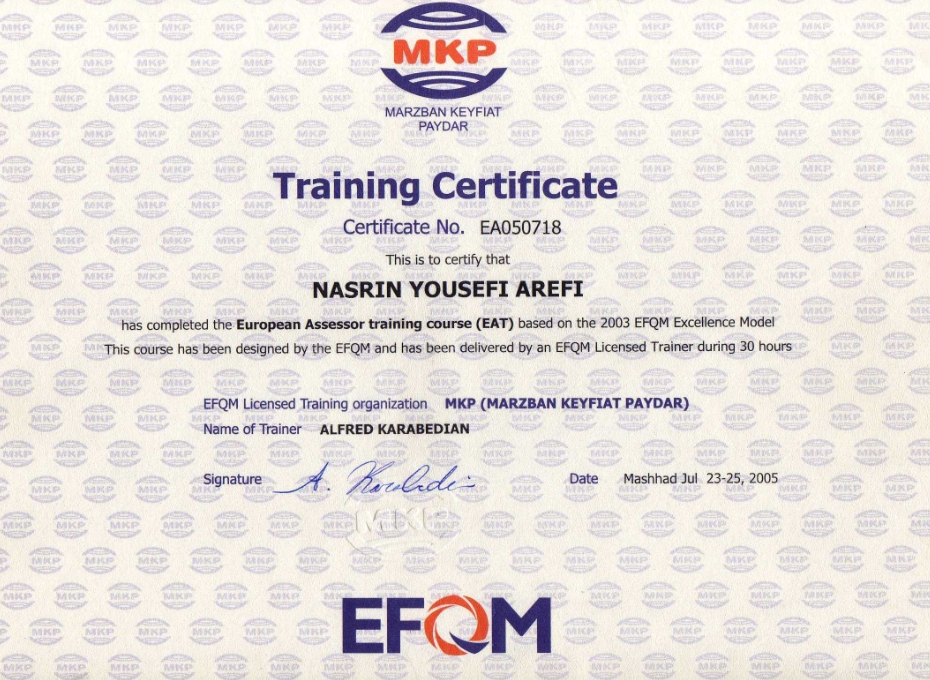 MKP
MARZBAN KEYFIAT
PAYDAR
Training Certificate
Certificate No. EA050718
This is to certify that
NASRIN YOUSEFI AREFI
has completed the European Assessor training course (EAT) based on the 2003 EFQM Excellence Model
This course has been designed by the EFQM and has been delivered by an EFQM Licensed Trainer during 30 hours
EFQM Licensed Training organization MKP (MARZBAN KEYFIAT PAYDAR)
Name of Trainer ALFRED KARABEDIAN
Signature Date Mashhad Jul 23-25, 2005
MKP
EFQM